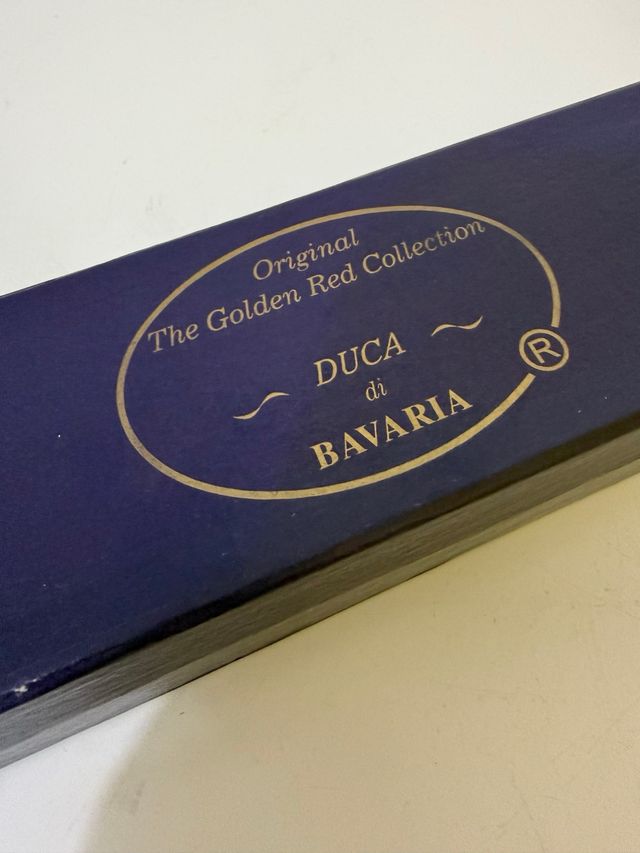 Original
The Golden Red Collection
DUCA
di
BAVARIA
®